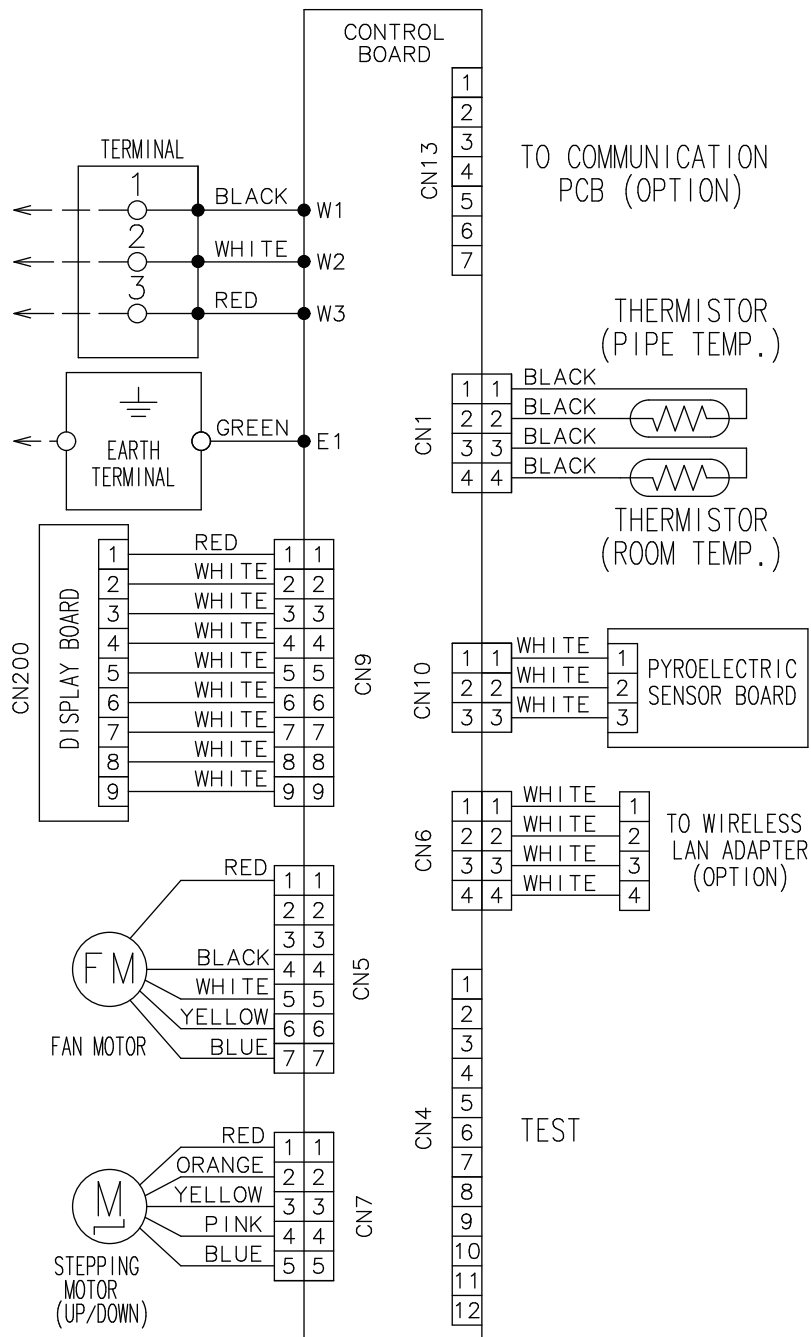 CONTROL
BOARD
CN13
1
2
3
4
5
6
7
TO COMMUNICATION
PCB (OPTION)
TERMINAL
1 BLACK W1
2 WHITE W2
3 RED W3
EARTH
TERMINAL
GREEN E1
THERMISTOR
(PIPE TEMP.)
CN1
1 1 BLACK
2 2 BLACK
3 3 BLACK
4 4 BLACK
THERMISTOR
(ROOM TEMP.)
CN200
DISPLAY BOARD
CN9
1 RED 1 1
2 WHITE 2 2
3 WHITE 3 3
4 WHITE 4 4
5 WHITE 5 5
6 WHITE 6 6
7 WHITE 7 7
8 WHITE 8 8
9 WHITE 9 9
CN10
1 1 WHITE 1
2 2 WHITE 2
3 3 WHITE 3
PYROELECTRIC
SENSOR BOARD
CN6
1 1 WHITE 1
2 2 WHITE 2
3 3 WHITE 3
4 4 WHITE 4
TO WIRELESS
LAN ADAPTER
(OPTION)
FM
FAN MOTOR
CN5
RED 1 1
2 2
3 3
BLACK 4 4
WHITE 5 5
YELLOW 6 6
BLUE 7 7
CN4
1
2
3
4
5
6
7
8
9
10
11
12
TEST
M
STEPPING
MOTOR
(UP/DOWN)
CN7
RED 1 1
ORANGE 2 2
YELLOW 3 3
PINK 4 4
BLUE 5 5